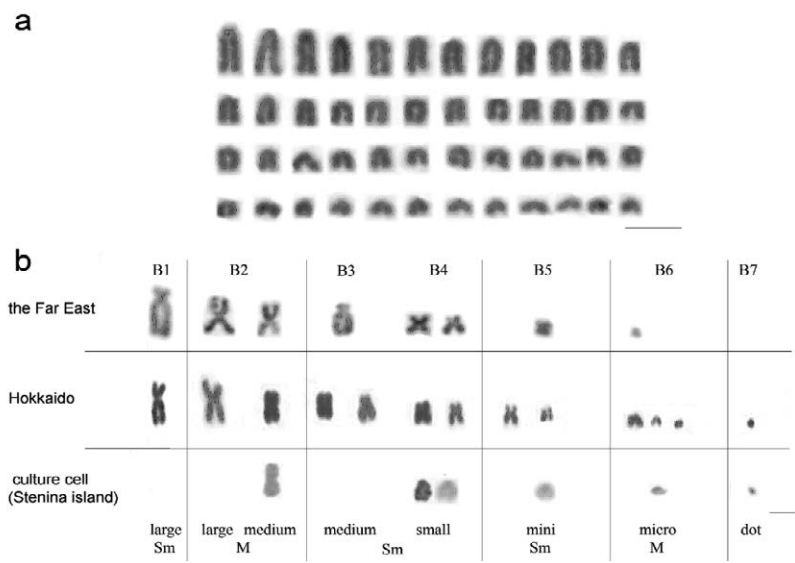 a
b
B1 B2 B3 B4 B5 B6 B7
the Far East
Hokkaido
culture cell
(Stenina island)
large large medium medium small mini micro dot
Sm M Sm Sm M